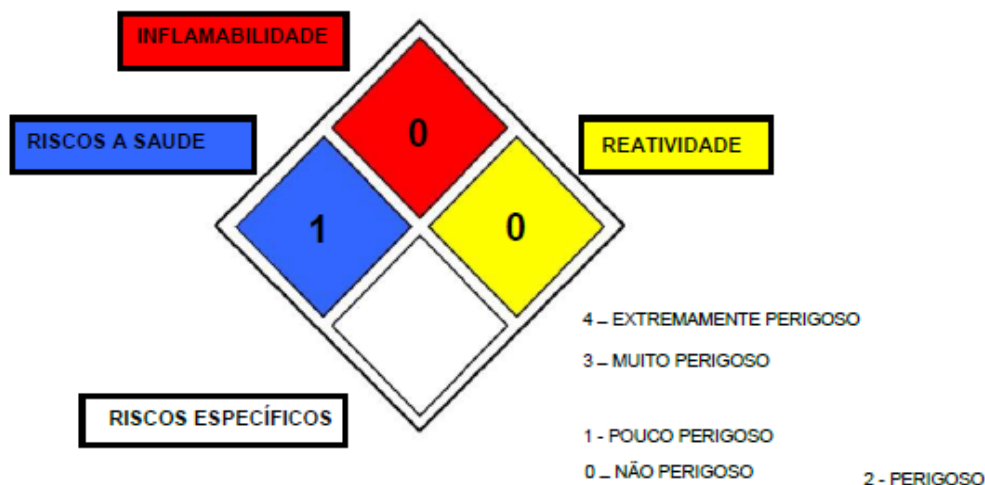 INFLAMABILIDADE
0
RISCOS A SAUDE
REATIVIDADE
1
0
4 – EXTREMAMENTE PERIGOSO
3 – MUITO PERIGOSO
RISCOS ESPECÍFICOS
1 - POUCO PERIGOSO
0 – NÃO PERIGOSO
2 - PERIGOSO